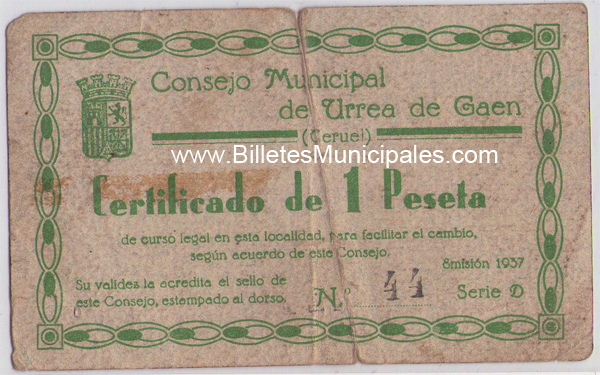 Consejo Municipal
de Urrea de Gaen
(Teruel)
www.BilletesMunicipales.com
Certificado de 1 Peseta
de curso legal en esta localidad, para facilitar el cambio,
según acuerdo de este Consejo.
Emisión 1937
Su validez la acredita el sello de
este Consejo, estampado al dorso.
N.º 44
Serie D